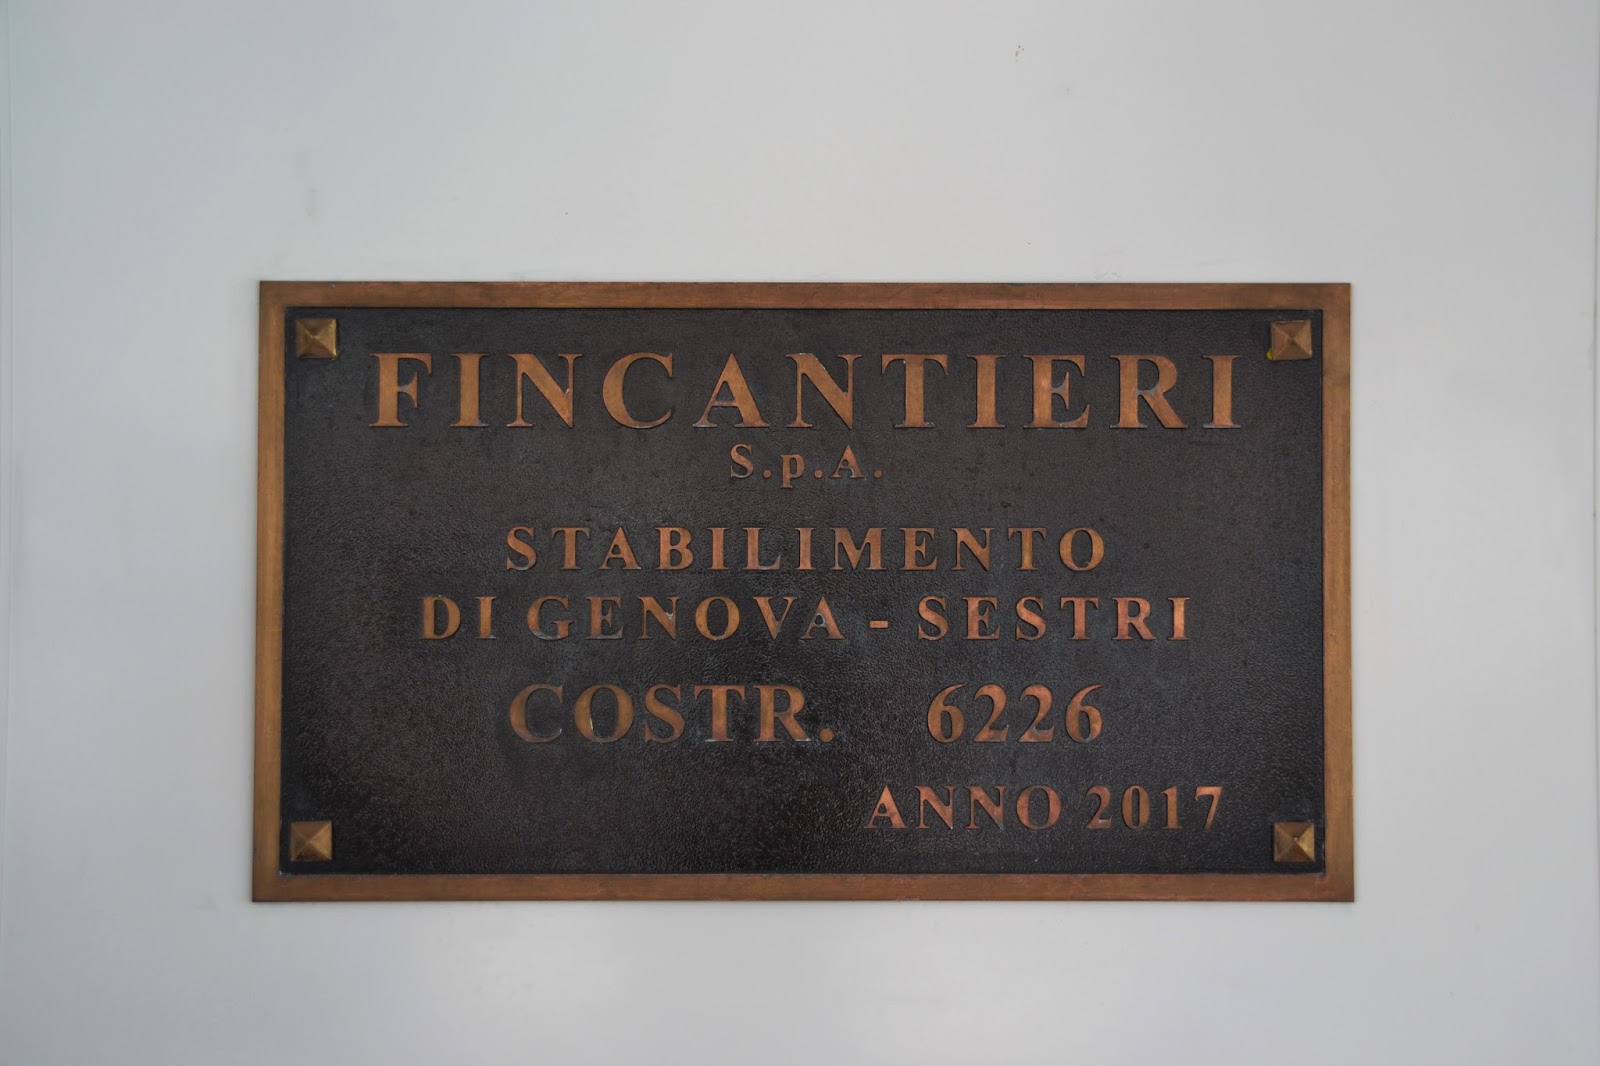 FINCANTIERI
S.p.A.
STABILIMENTO
DI GENOVA - SESTRI
COSTR. 6226
ANNO 2017